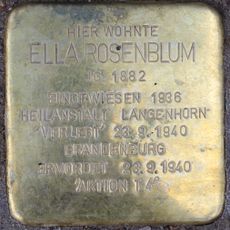 HIER WOHNTE
ELLA ROSENBLUM
JG. 1882
EINGEWIESEN 1936
HEILANSTALT LANGENHORN
"VERLEGT" 23.9.1940
BRANDENBURG
ERMORDET 23.9.1940
"AKTION T4"